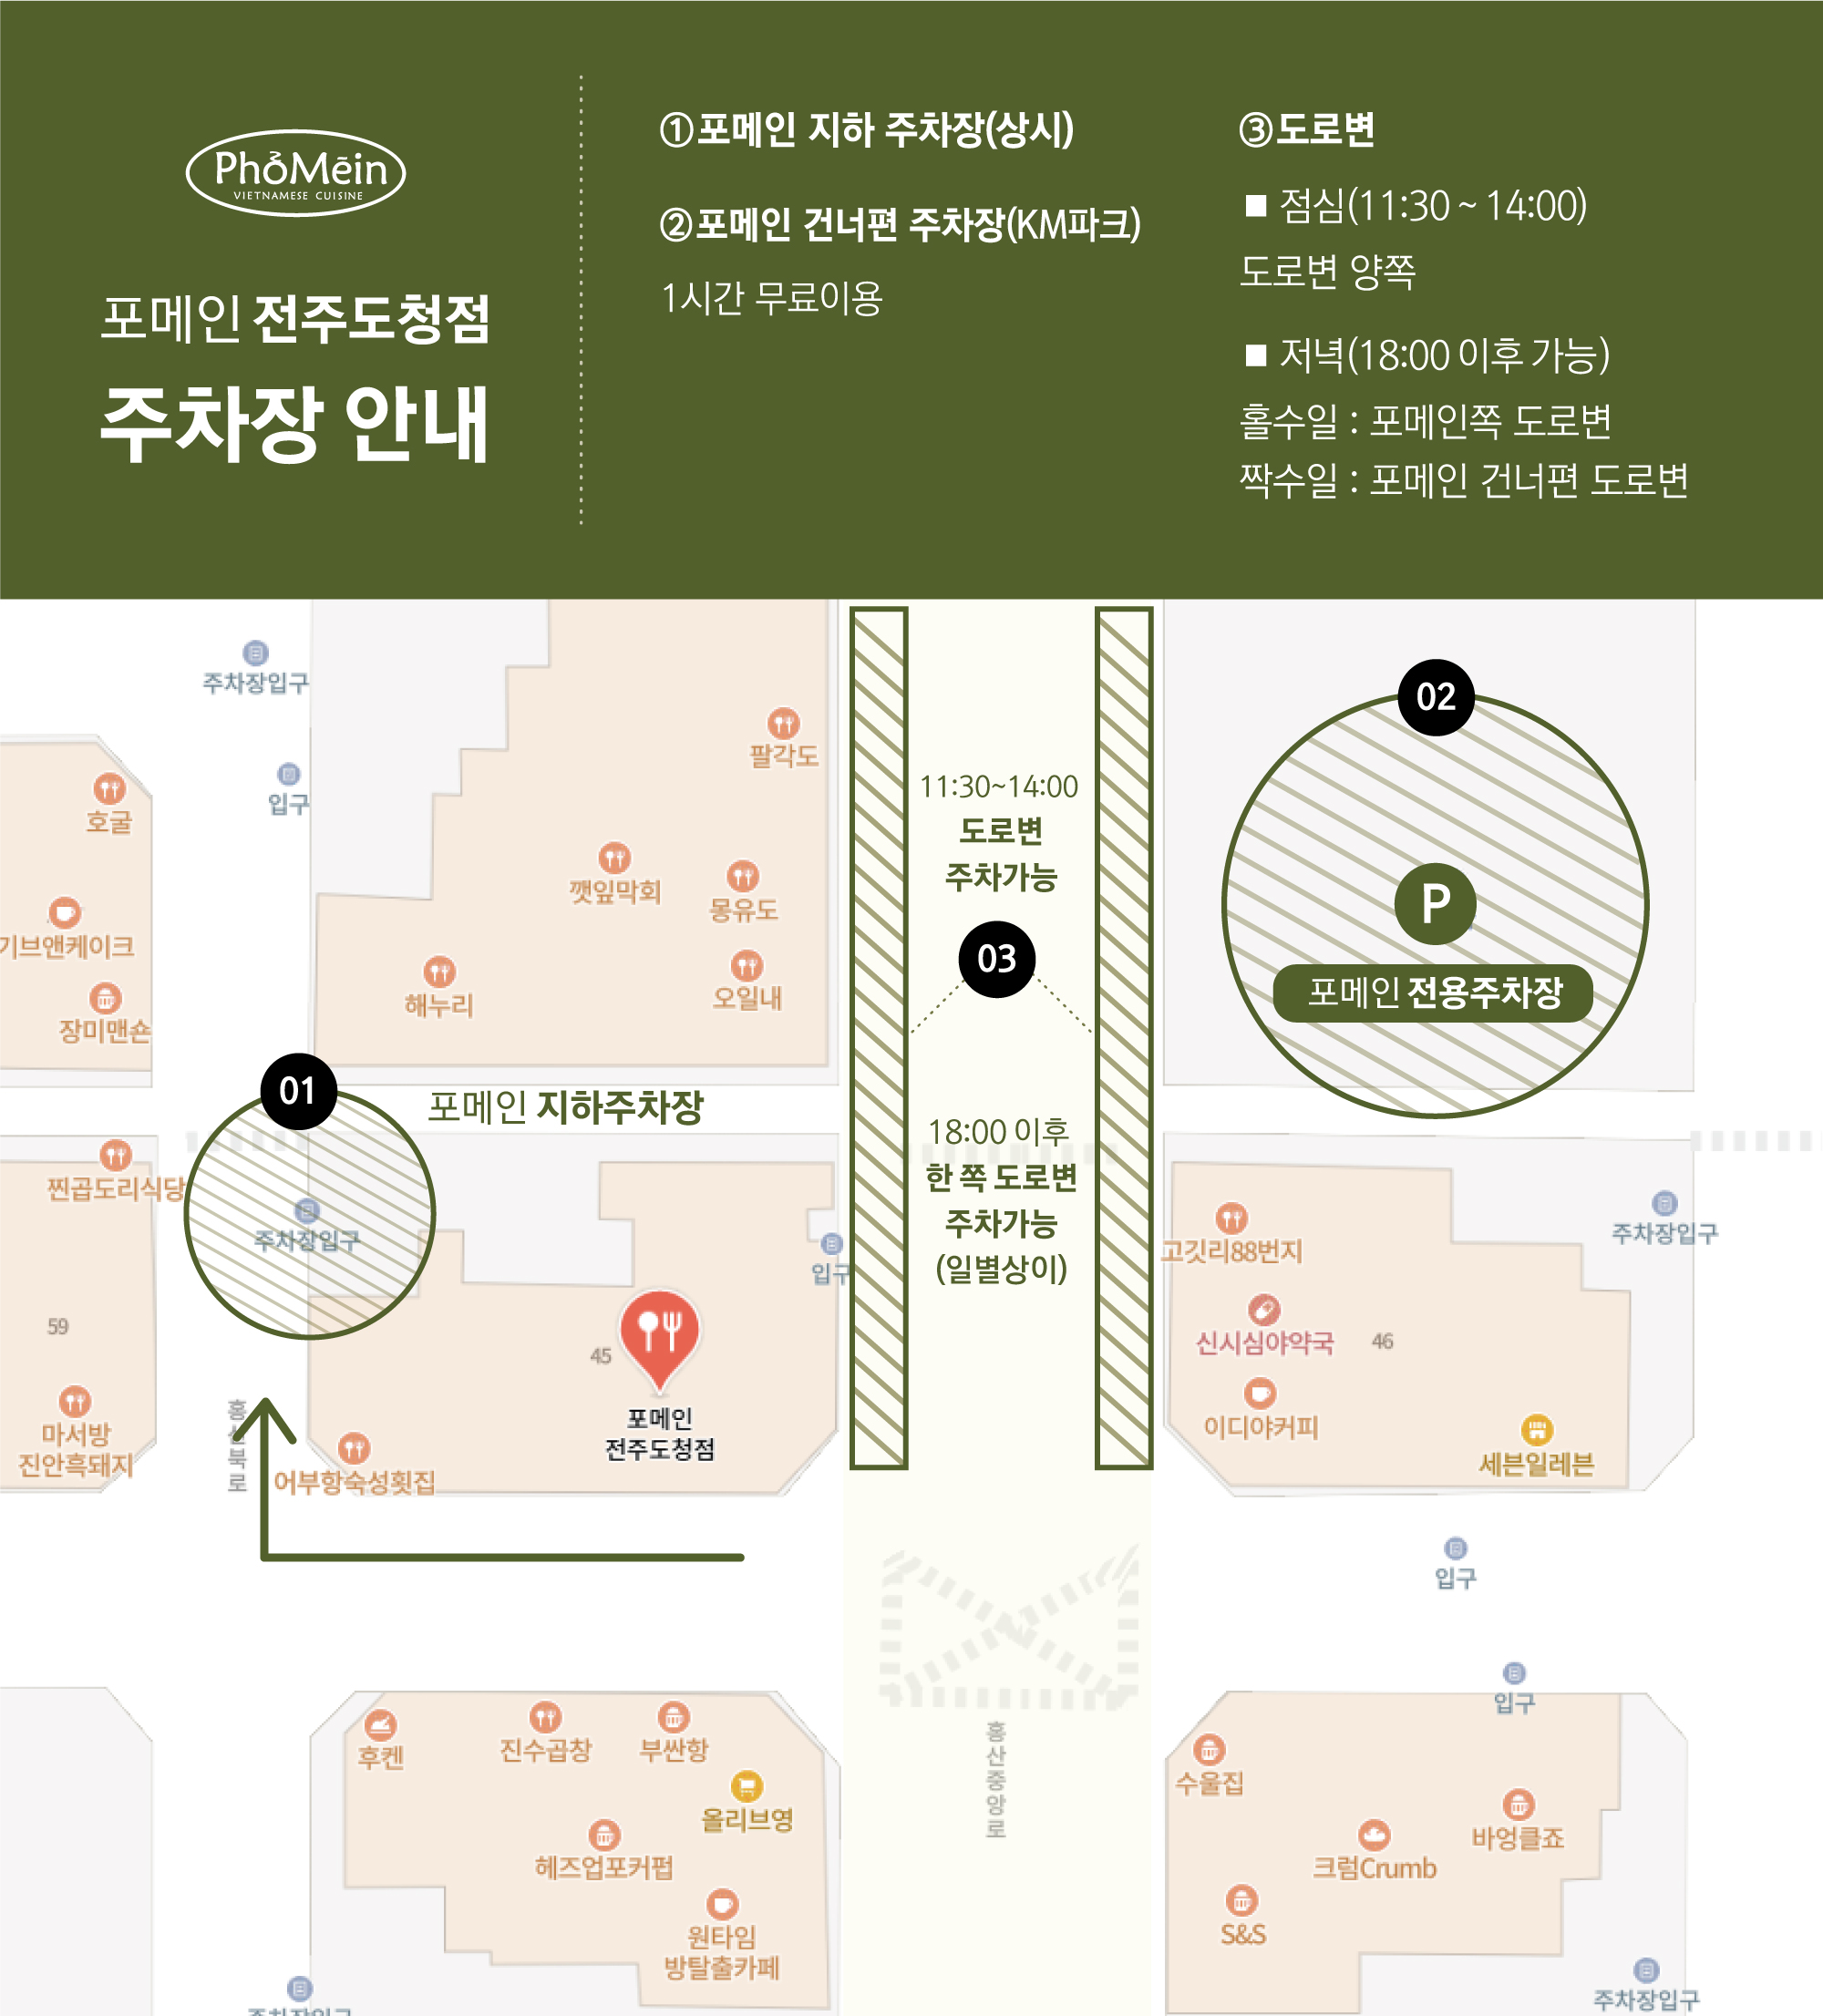 PhoMein
VIETNAMESE CUISINE
포메인 전주도청점
주차장 안내
①포메인 지하 주차장(상시)
②포메인 건너편 주차장(KM파크)
1시간 무료이용
③도로변
■ 점심(11:30 ~ 14:00)
도로변 양쪽
■ 저녁(18:00 이후 가능)
홀수일 : 포메인쪽 도로변
짝수일 : 포메인 건너편 도로변
주차장입구
입구
호굴
기브앤케이크
장미맨숀
팔각도
깻잎막회
몽유도
해누리
오일내
11:30~14:00
도로변
주차가능
03
18:00 이후
한 쪽 도로변
주차가능
(일별상이)
02
P
포메인 전용주차장
01
포메인 지하주차장
찐곱도리식당
주차장입구
59
마서방
진안흑돼지
홍산북로
어부항숙성횟집
45
포메인
전주도청점
입구
고깃리88번지
신시심야약국
46
이디야커피
세븐일레븐
주차장입구
입구
입구
후켄
진수곱창
부싼항
올리브영
헤즈업포커펍
원타임
방탈출카페
주차장입구
홍산중앙로
수울집
바엉클죠
크럼Crumb
S&S
주차장입구